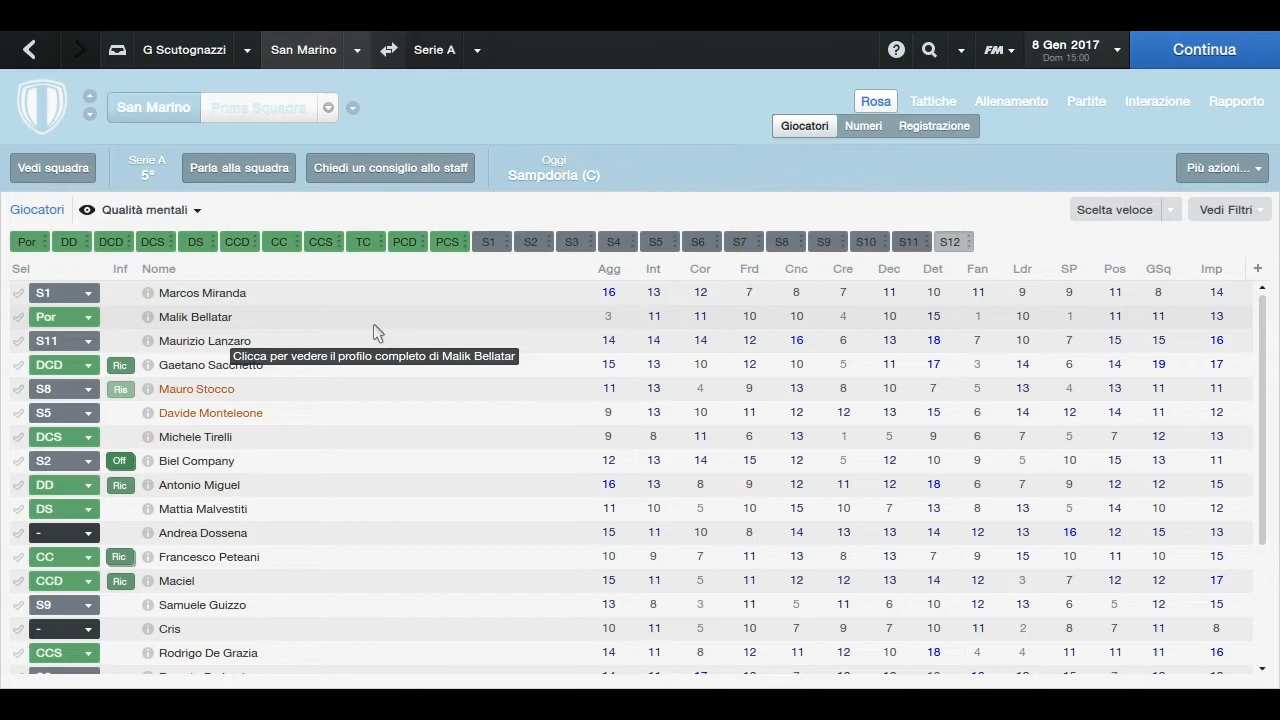 G Scutognazzi San Marino Serie A ? FM 8 Gen 2017 Dom 15:00 Continua
San Marino Prima Squadra Rosa Tattiche Allenamento Partite Interazione Rapporto
Giocatori Numeri Registrazione
Vedi squadra Serie A 5° Parla alla squadra Chiedi un consiglio allo staff Oggi Sampdoria (C) Più azioni...
Giocatori Qualità mentali Scelta veloce Vedi Filtri
Por DD DCD DCS DS CCD CC CCS TC PCD PCS S1 S2 S3 S4 S5 S6 S7 S8 S9 S10 S11 S12
Sel Inf Nome Agg Int Cor Frd Cnc Cre Dec Det Fan Ldr SP Pos GSq Imp +
S1 Marcos Miranda 16 13 12 7 8 7 11 10 11 9 9 11 8 14
Por Malik Bellatar 3 11 11 10 10 4 10 15 1 10 1 11 11 13
S11 Maurizio Lanzaro 14 14 14 12 16 6 13 18 7 10 7 15 15 16
Clicca per vedere il profilo completo di Malik Bellatar
DCD Ric Gaetano Sacchetto 15 13 10 12 10 5 11 17 3 14 6 14 19 17
S8 Ris Mauro Stocco 11 13 4 9 13 8 10 7 5 13 4 13 11 11
S5 Davide Monteleone 9 13 10 11 12 12 13 15 6 14 12 14 11 12
DCS Michele Tirelli 9 8 11 6 13 1 5 9 6 7 5 7 12 13
S2 Off Biel Company 12 13 14 15 12 5 12 10 9 5 10 15 13 11
DD Ric Antonio Miguel 16 13 8 9 12 11 12 18 6 7 9 12 12 15
DS Mattia Malvestiti 11 10 5 10 15 10 7 13 8 13 5 14 10 12
- Andrea Dossena 15 11 10 8 14 13 13 14 12 13 16 12 15 13
CC Ric Francesco Peteani 10 9 7 11 13 8 13 7 9 15 10 11 10 15
CCD Ric Maciel 15 11 5 11 12 12 13 14 12 3 7 12 12 17
S9 Samuele Guizzo 13 8 3 11 5 11 6 10 12 13 6 5 12 15
- Cris 10 11 5 10 7 9 7 10 11 2 8 7 11 8
CCS Rodrigo De Grazia 14 11 8 12 11 12 10 18 4 4 11 11 11 16